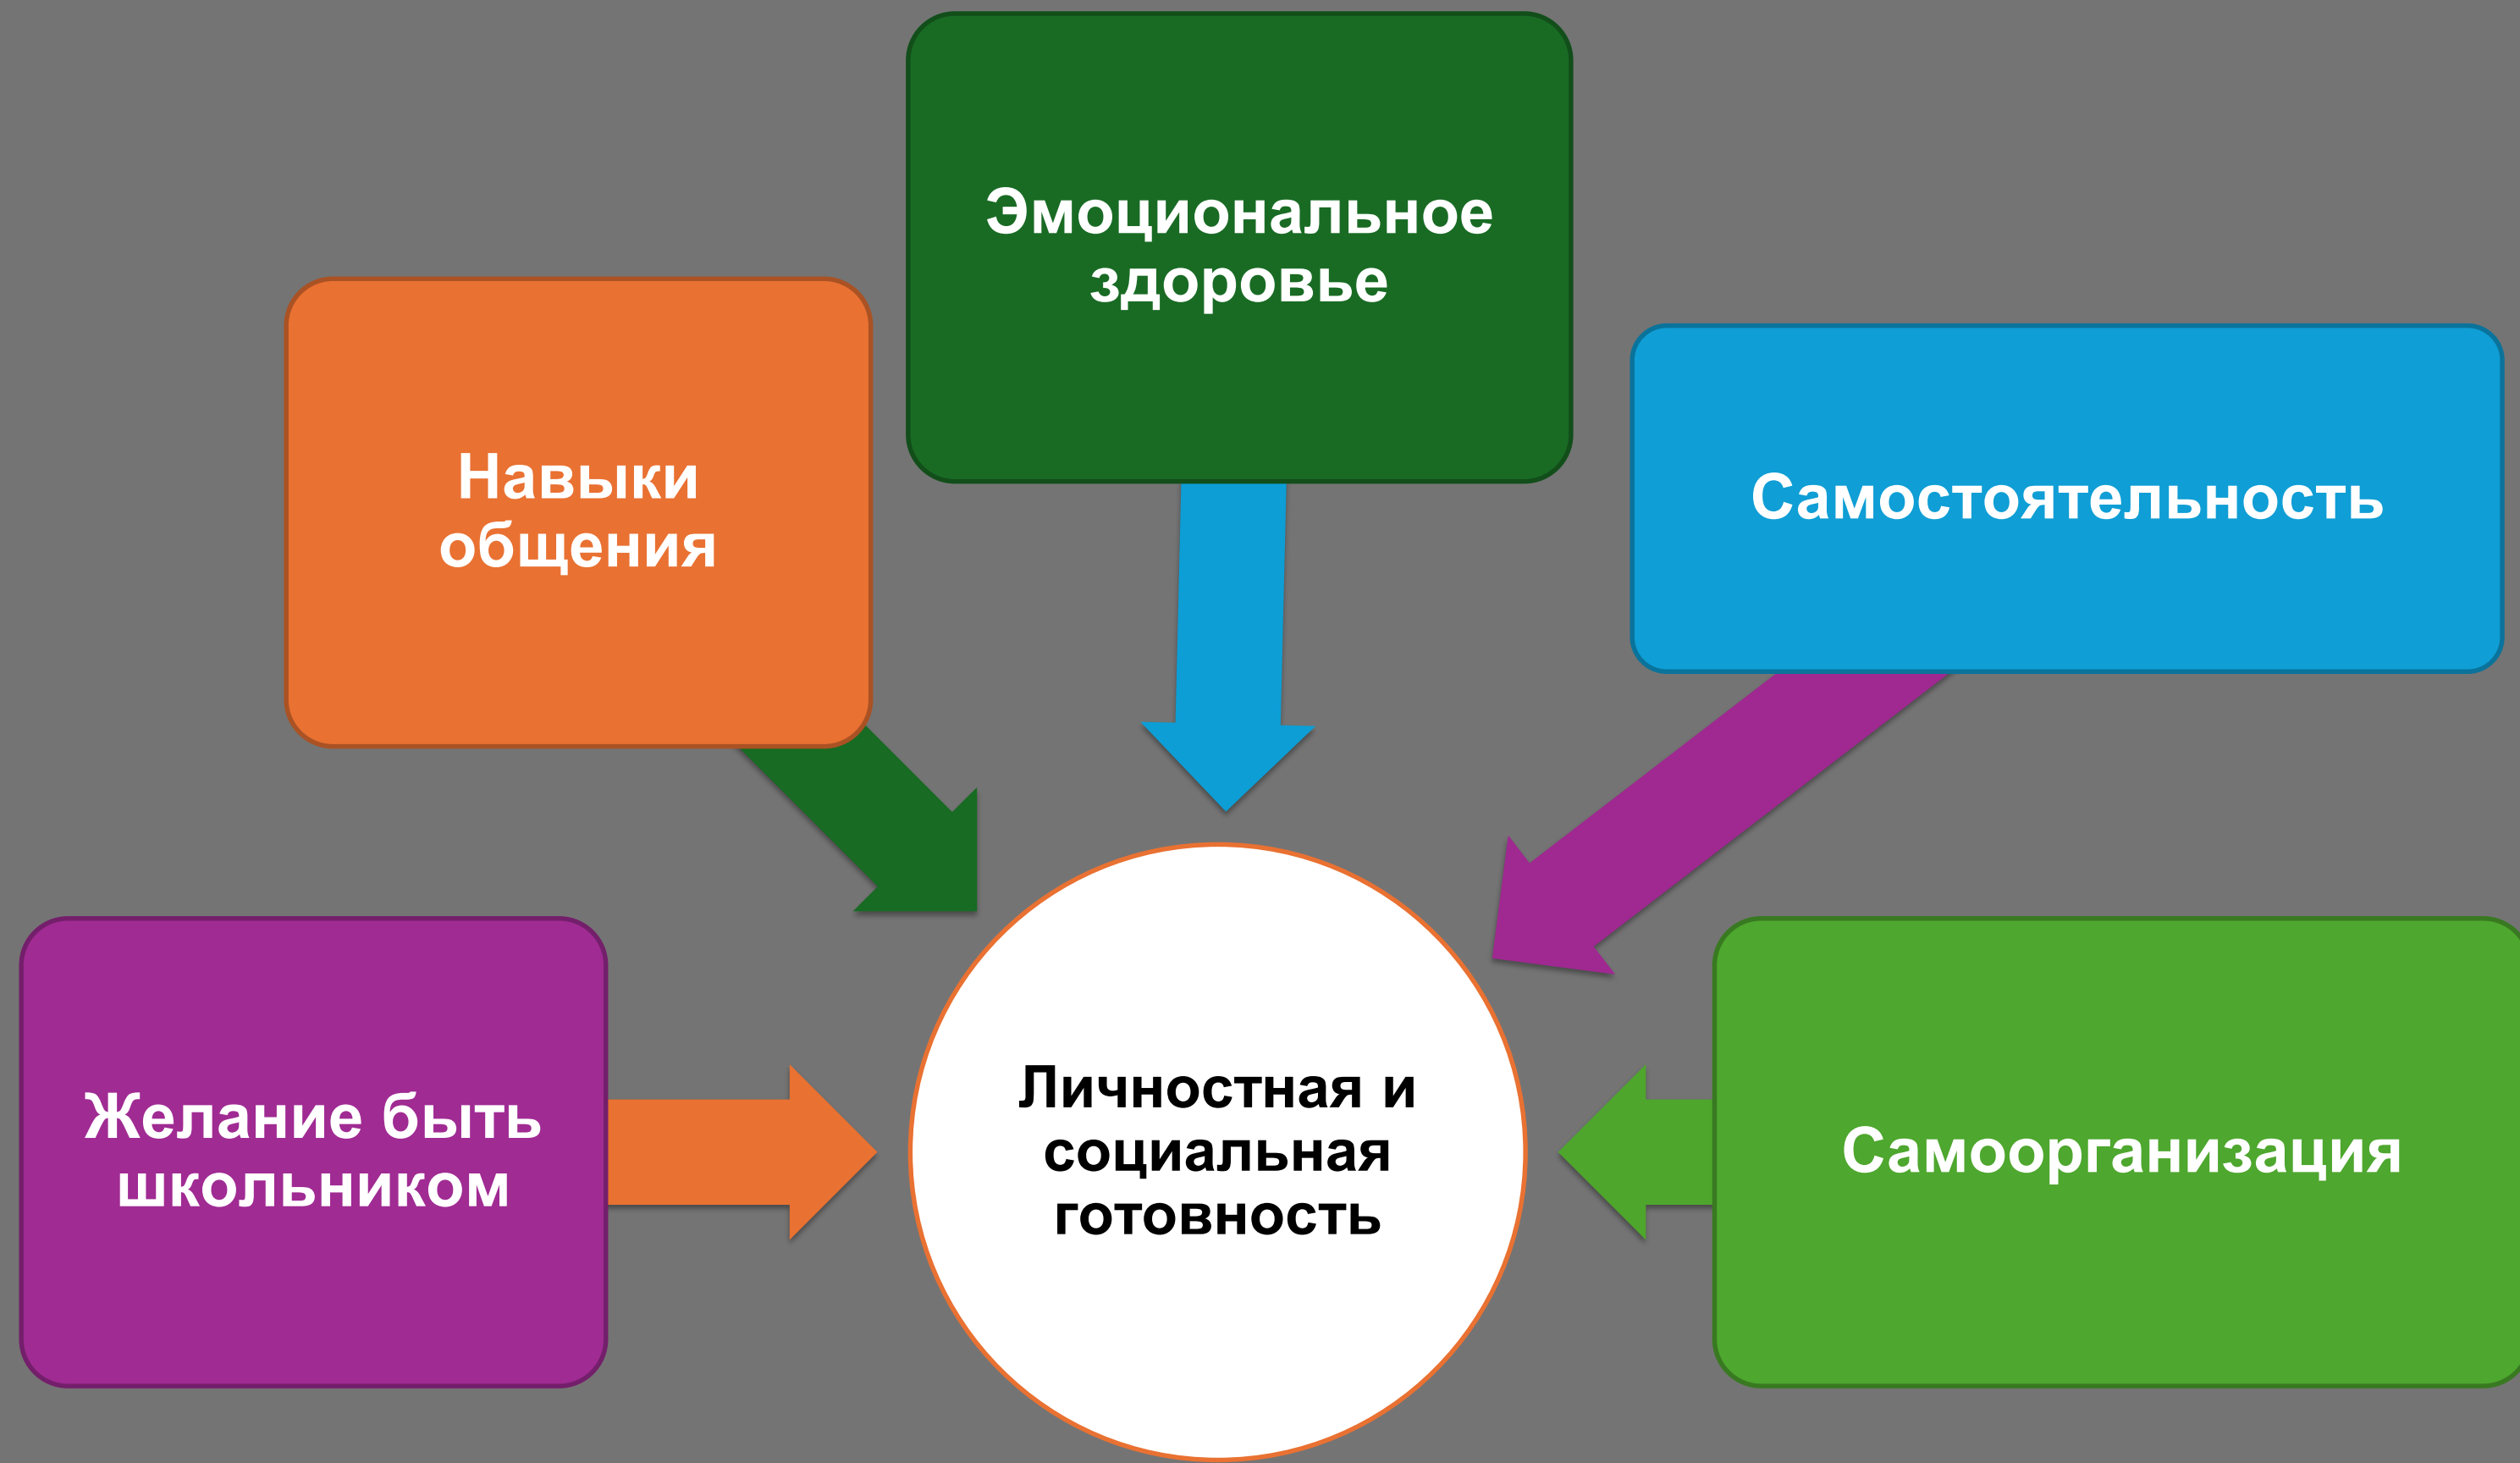 Эмоциональное
здоровье
Навыки
общения
Самостоятельность
Желание быть
школьником
Личностная и
социальная
готовность
Самоорганизация